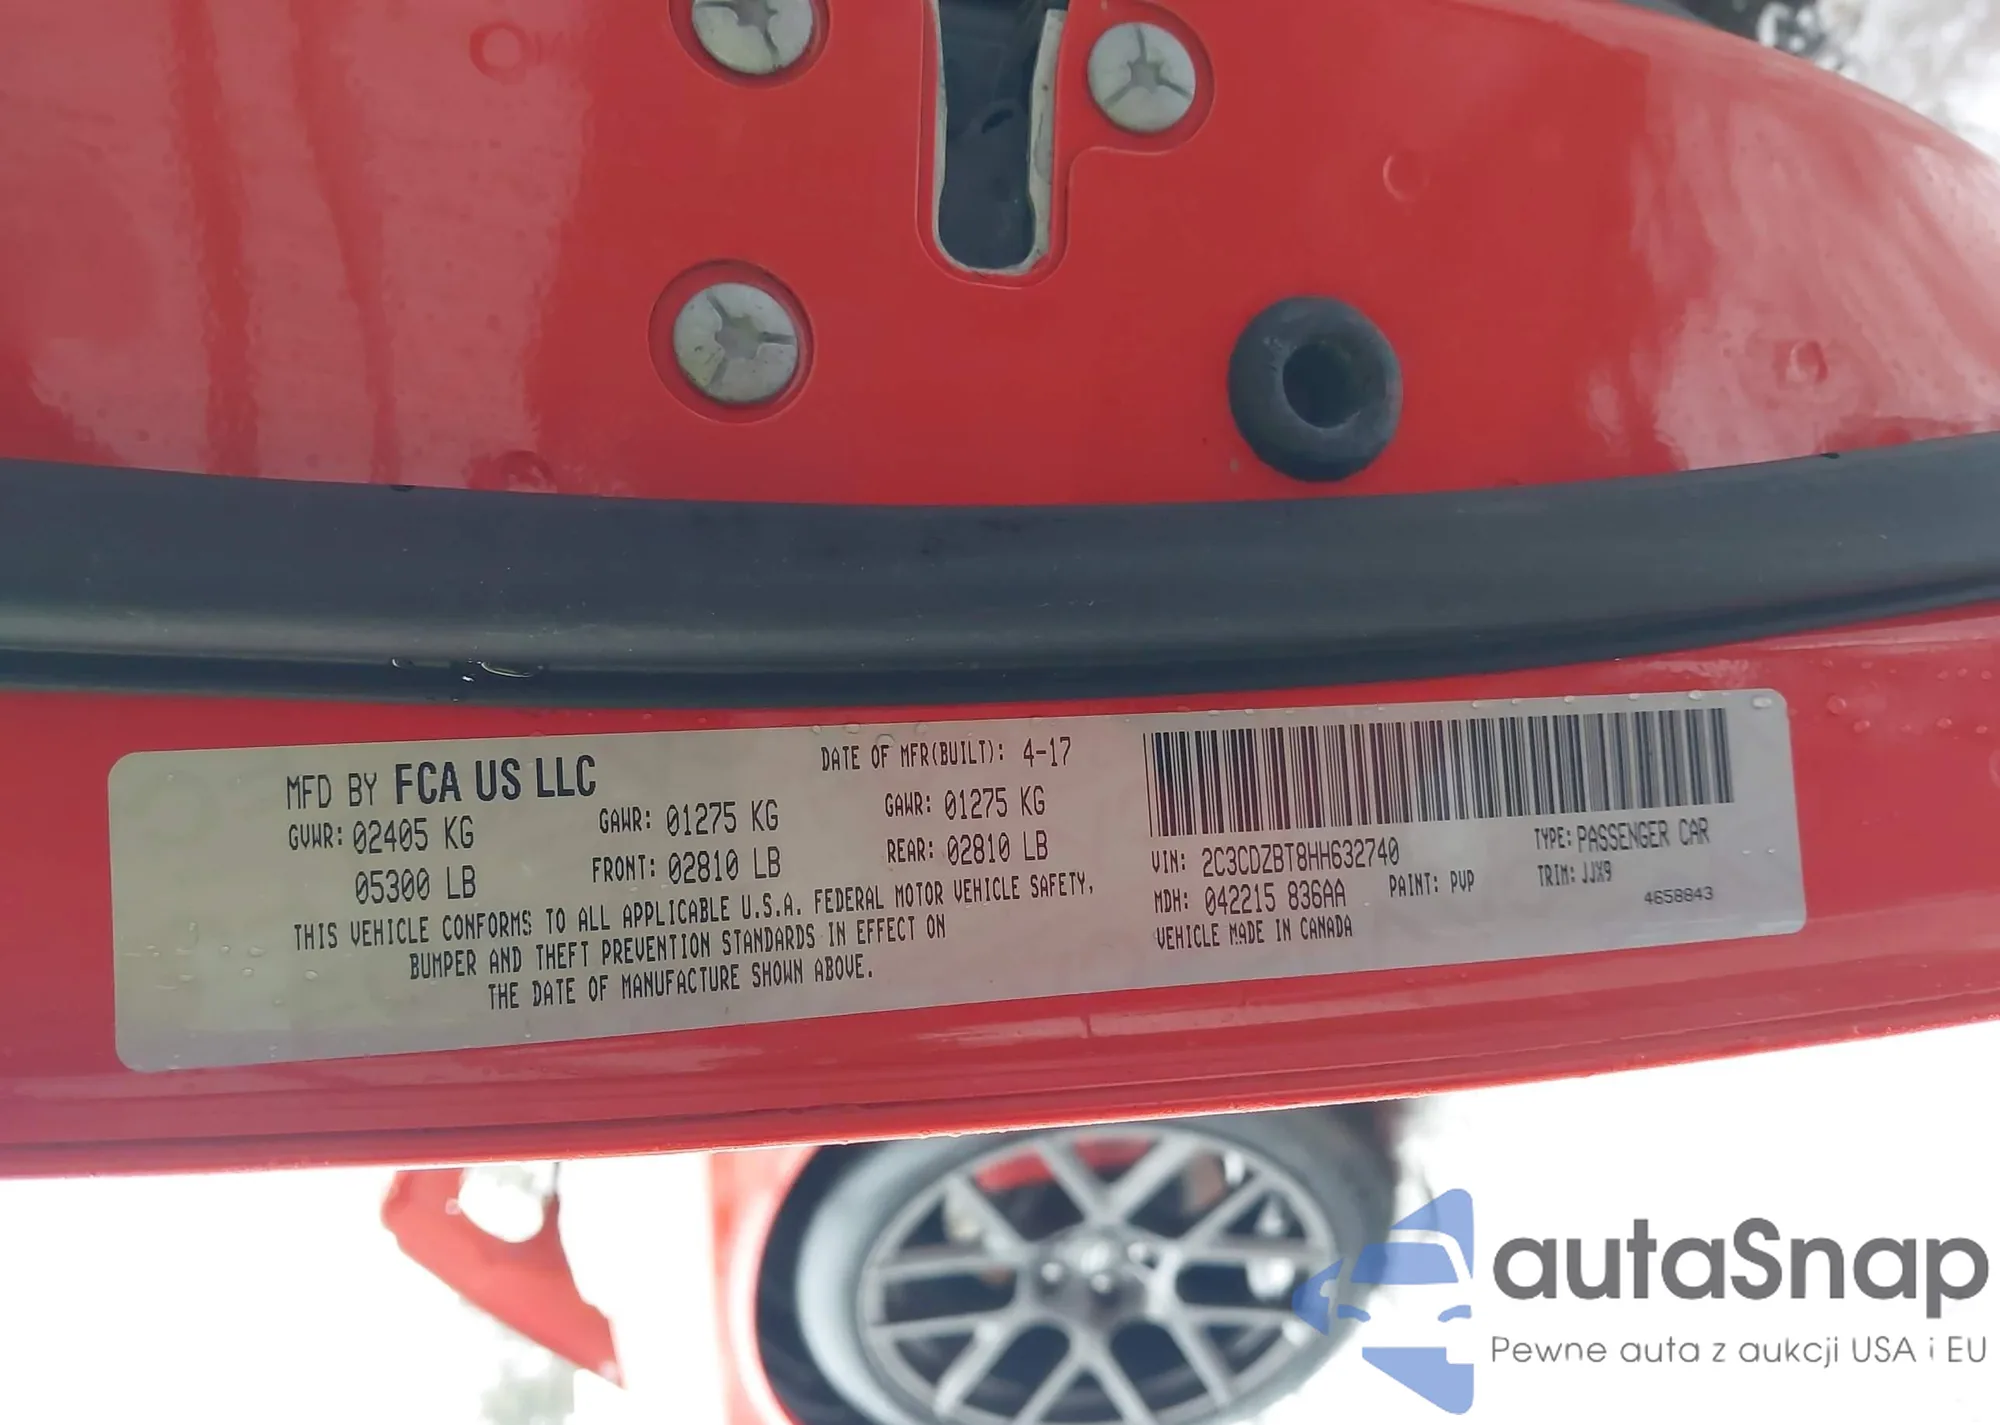 MFD BY FCA US LLC DATE OF MFR(BUILT): 4-17
GVWR: 02405 KG GAWR: 01275 KG GAWR: 01275 KG
05300 LB FRONT: 02810 LB REAR: 02810 LB
THIS VEHICLE CONFORMS TO ALL APPLICABLE U.S.A. FEDERAL MOTOR VEHICLE SAFETY,
BUMPER AND THEFT PREVENTION STANDARDS IN EFFECT ON
THE DATE OF MANUFACTURE SHOWN ABOVE.
VIN: 2C3CDZBT8HH632740 TYPE: PASSENGER CAR
MDH: 042215 836AA PAINT: PVP TRIM: JJX9
VEHICLE MADE IN CANADA 4658843
autaSnap
Pewne auta z aukcji USA i EU